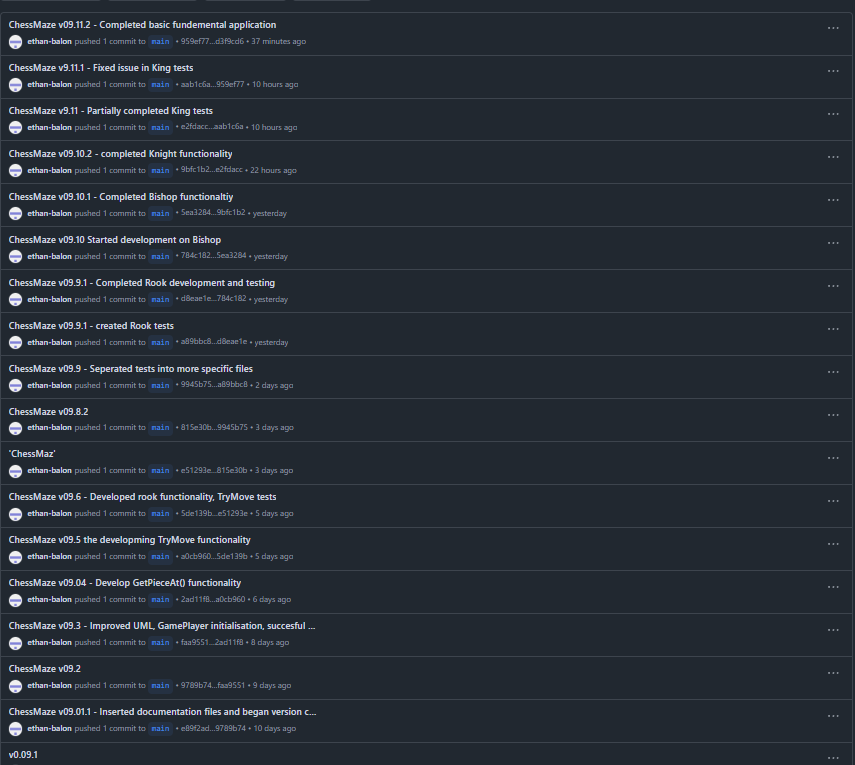 ChessMaze v09.11.2 - Completed basic fundemental application
ethan-balon pushed 1 commit to main • 959ef77...d3f9cd6 • 37 minutes ago
ChessMaze v9.11.1 - Fixed issue in King tests
ethan-balon pushed 1 commit to main • aab1c6a...959ef77 • 10 hours ago
ChessMaze v9.11 - Partially completed King tests
ethan-balon pushed 1 commit to main • e2fdacc...aab1c6a • 10 hours ago
ChessMaze v09.10.2 - completed Knight functionality
ethan-balon pushed 1 commit to main • 9bfc1b2...e2fdacc • 22 hours ago
ChessMaze v09.10.1 - Completed Bishop functionaltiy
ethan-balon pushed 1 commit to main • 5ea3284...9bfc1b2 • yesterday
ChessMaze v09.10 Started development on Bishop
ethan-balon pushed 1 commit to main • 784c182...5ea3284 • yesterday
ChessMaze v09.9.1 - Completed Rook development and testing
ethan-balon pushed 1 commit to main • d8eae1e...784c182 • yesterday
ChessMaze v09.9.1 - created Rook tests
ethan-balon pushed 1 commit to main • a89bbc8...d8eae1e • yesterday
ChessMaze v09.9 - Seperated tests into more specific files
ethan-balon pushed 1 commit to main • 9945b75...a89bbc8 • 2 days ago
ChessMaze v09.8.2
ethan-balon pushed 1 commit to main • 815e30b...9945b75 • 3 days ago
'ChessMaz'
ethan-balon pushed 1 commit to main • e51293e...815e30b • 3 days ago
ChessMaze v09.6 - Developed rook functionality, TryMove tests
ethan-balon pushed 1 commit to main • 5de139b...e51293e • 5 days ago
ChessMaze v09.5 the developming TryMove functionality
ethan-balon pushed 1 commit to main • a0cb960...5de139b • 5 days ago
ChessMaze v09.04 - Develop GetPieceAt() functionality
ethan-balon pushed 1 commit to main • 2ad11f8...a0cb960 • 6 days ago
ChessMaze v09.3 - Improved UML, GamePlayer initialisation, succesful ...
ethan-balon pushed 1 commit to main • faa9551...2ad11f8 • 8 days ago
ChessMaze v09.2
ethan-balon pushed 1 commit to main • 9789b74...faa9551 • 9 days ago
ChessMaze v09.01.1 - Inserted documentation files and began version c...
ethan-balon pushed 1 commit to main • e89f2ad...9789b74 • 10 days ago
v0.09.1